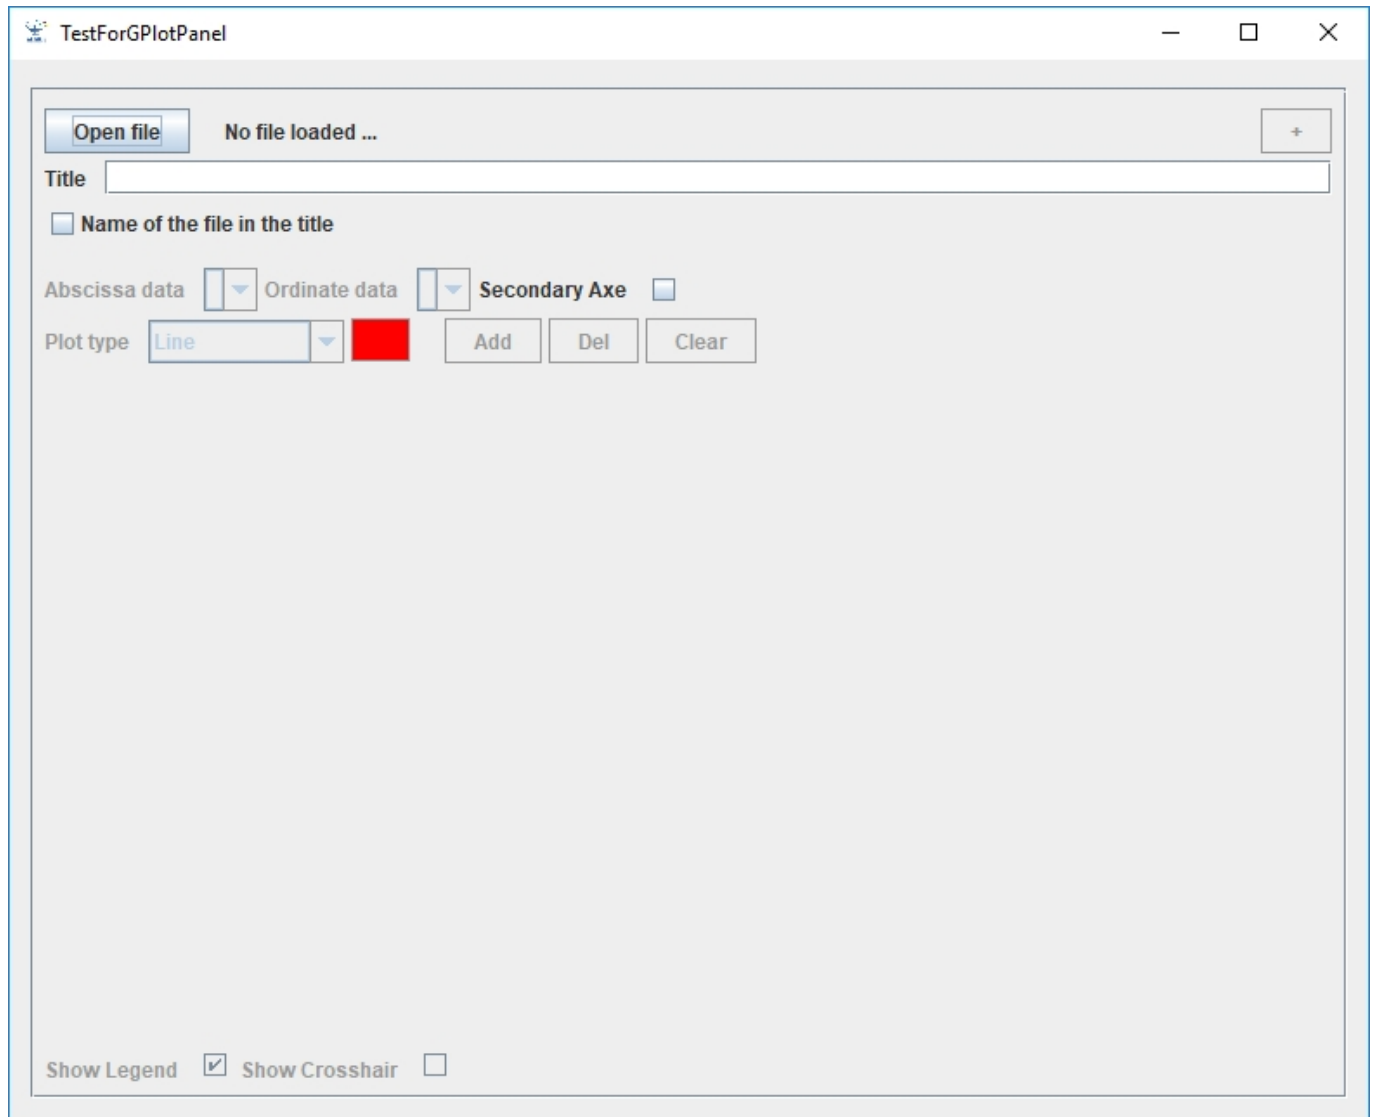 TestForGPlotPanel
Open file No file loaded ... +
Title
Name of the file in the title
Abscissa data Ordinate data Secondary Axe
Plot type Line Add Del Clear
Show Legend Show Crosshair